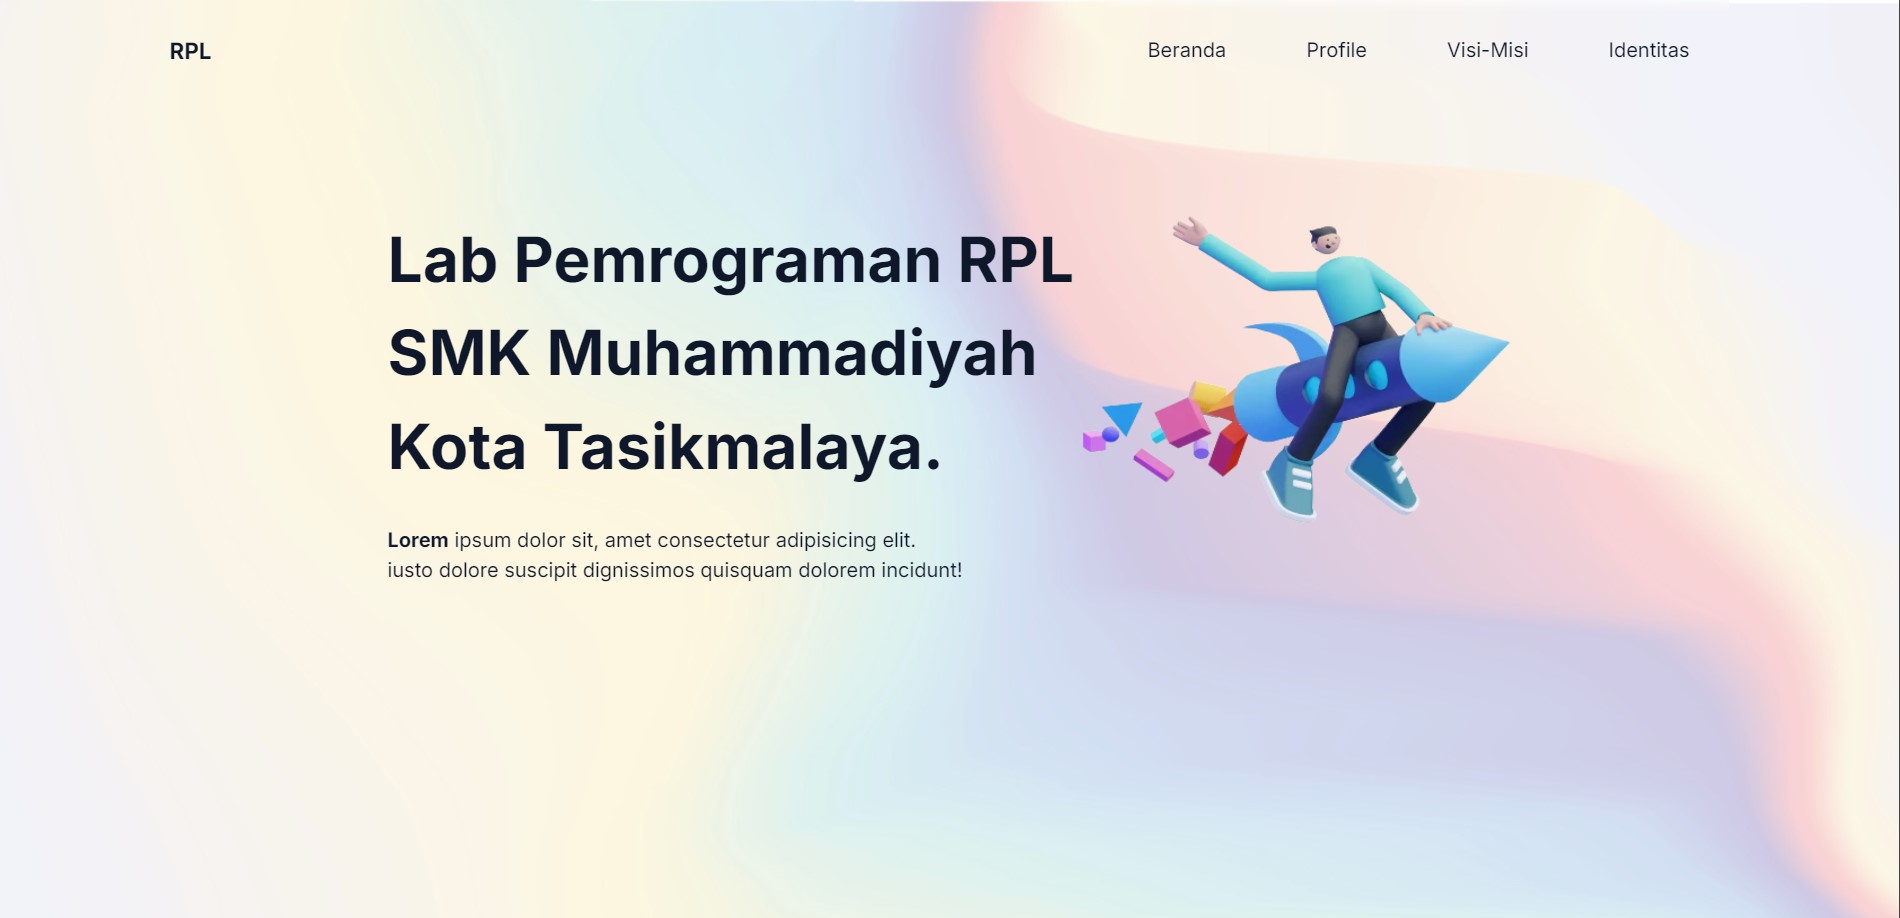 RPL
Beranda
Profile
Visi-Misi
Identitas
Lab Pemrograman RPL
SMK Muhammadiyah
Kota Tasikmalaya.
Lorem ipsum dolor sit, amet consectetur adipisicing elit.
iusto dolore suscipit dignissimos quisquam dolorem incidunt!